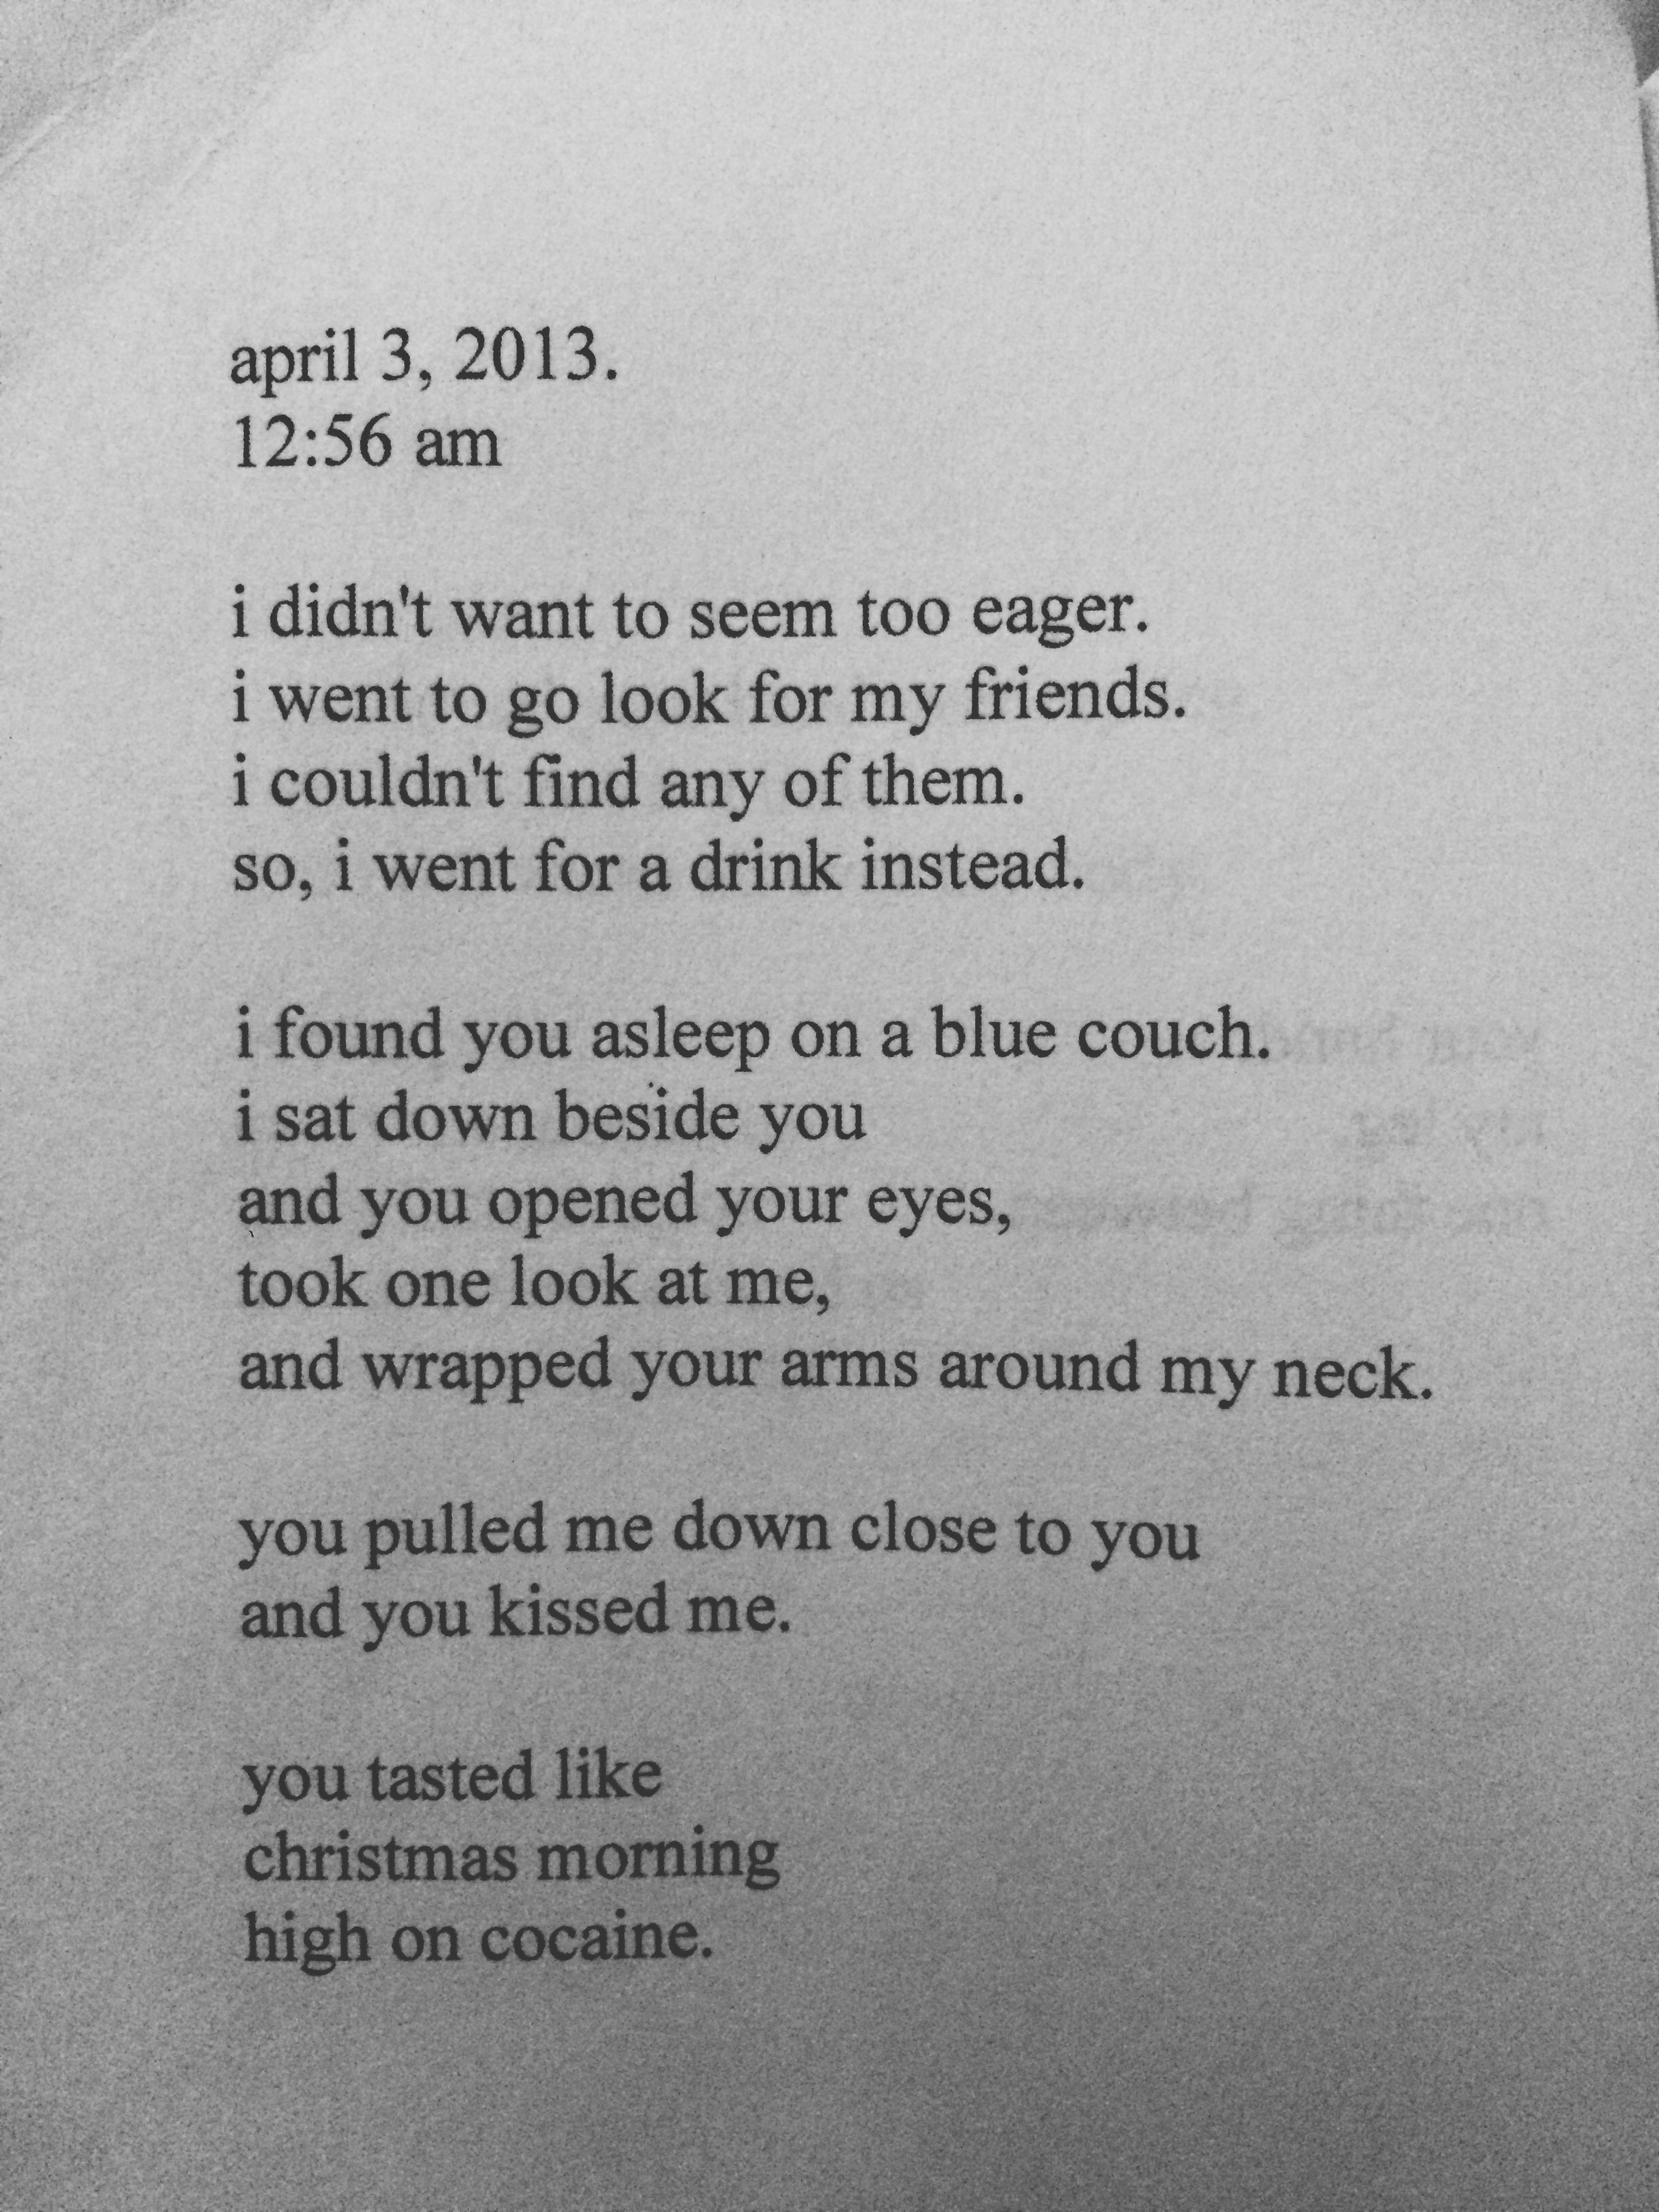 april 3, 2013.
12:56 am
i didn't want to seem too eager.
i went to go look for my friends.
i couldn't find any of them.
so, i went for a drink instead.
i found you asleep on a blue couch.
i sat down beside you
and you opened your eyes,
took one look at me,
and wrapped your arms around my neck.
you pulled me down close to you
and you kissed me.
you tasted like
christmas morning
high on cocaine.